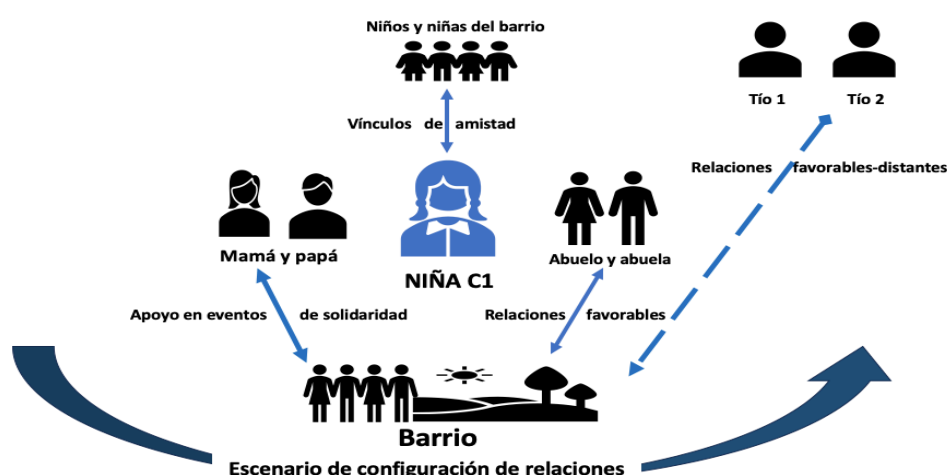 Niños y niñas del barrio
Tío 1
Tío 2
Vínculos de amistad
Relaciones favorables-distantes
Mamá y papá
Abuelo y abuela
NIÑA C1
Apoyo en eventos de solidaridad
Relaciones favorables
Barrio
Escenario de configuración de relaciones